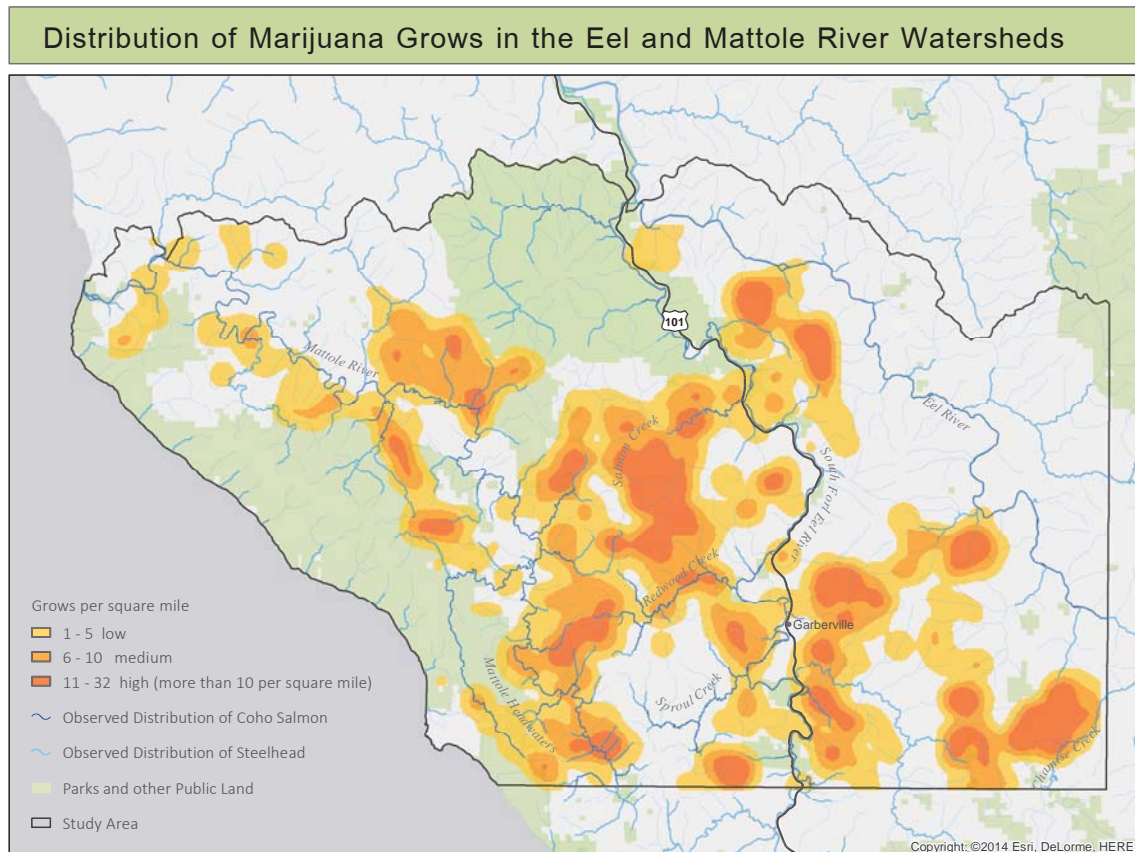 Distribution of Marijuana Grows in the Eel and Mattole River Watersheds
101
Mattole River
Eel River
Salmon Creek
South Forl Eel River
Redwood Creek
Garberville
Sproul Creek
Mattole Headwaters
Chamise Creek
Grows per square mile
1 - 5 low
6 - 10 medium
11 - 32 high (more than 10 per square mile)
Observed Distribution of Coho Salmon
Observed Distribution of Steelhead
Parks and other Public Land
Study Area
Copyright: ©2014 Esri, DeLorme, HERE